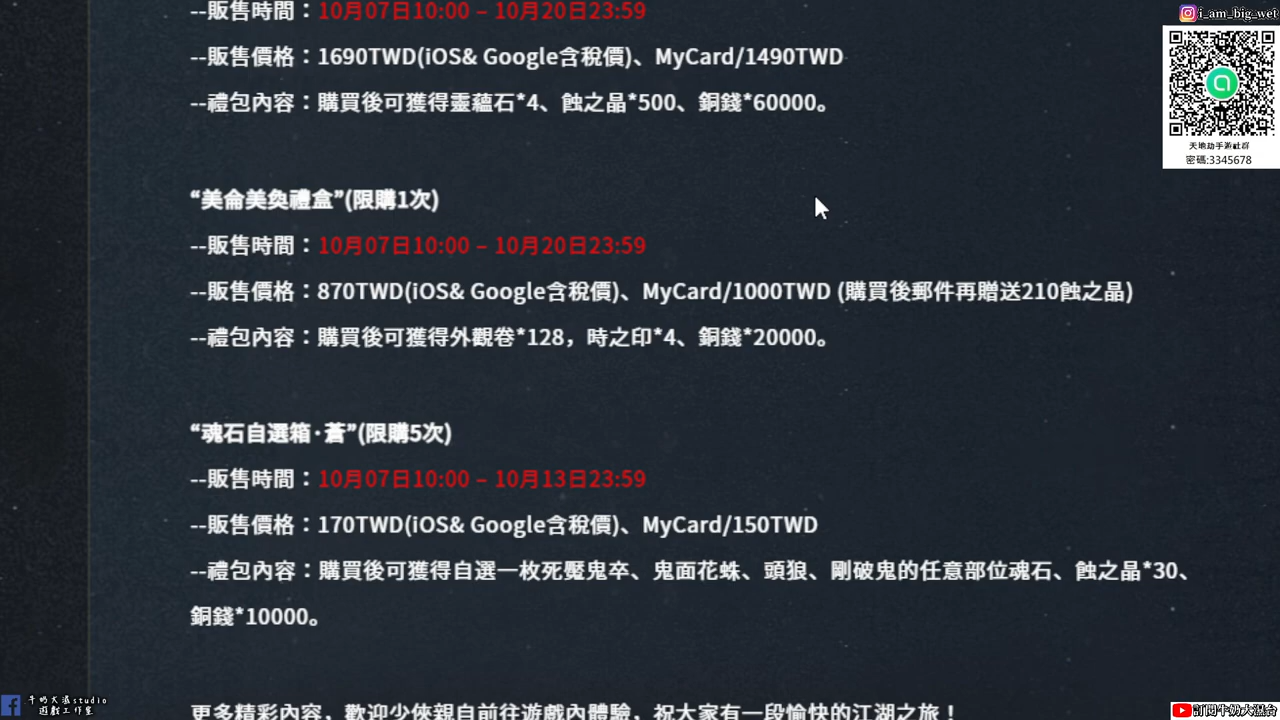 --販售時間：10月07日10:00 – 10月20日23:59
i_am_big_wei
--販售價格：1690TWD(iOS& Google含稅價)、MyCard/1490TWD
--禮包內容：購買後可獲得靈蘊石*4、蝕之晶*500、銅錢*60000。
天地劫手遊社群
密碼:3345678
“美侖美奐禮盒”(限購1次)
--販售時間：10月07日10:00 – 10月20日23:59
--販售價格：870TWD(iOS& Google含稅價)、MyCard/1000TWD (購買後郵件再贈送210蝕之晶)
--禮包內容：購買後可獲得外觀卷*128，時之印*4、銅錢*20000。
“魂石自選箱·蒼”(限購5次)
--販售時間：10月07日10:00 – 10月13日23:59
--販售價格：170TWD(iOS& Google含稅價)、MyCard/150TWD
--禮包內容：購買後可獲得自選一枚死魘鬼卒、鬼面花蛛、頭狼、剛破鬼的任意部位魂石、蝕之晶*30、
銅錢*10000。
牛奶大濕studio
遊戲工作室
更多精彩內容，歡迎少俠親自前往遊戲內體驗，祝大家有一段愉快的江湖之旅！
訂閱牛奶大濕